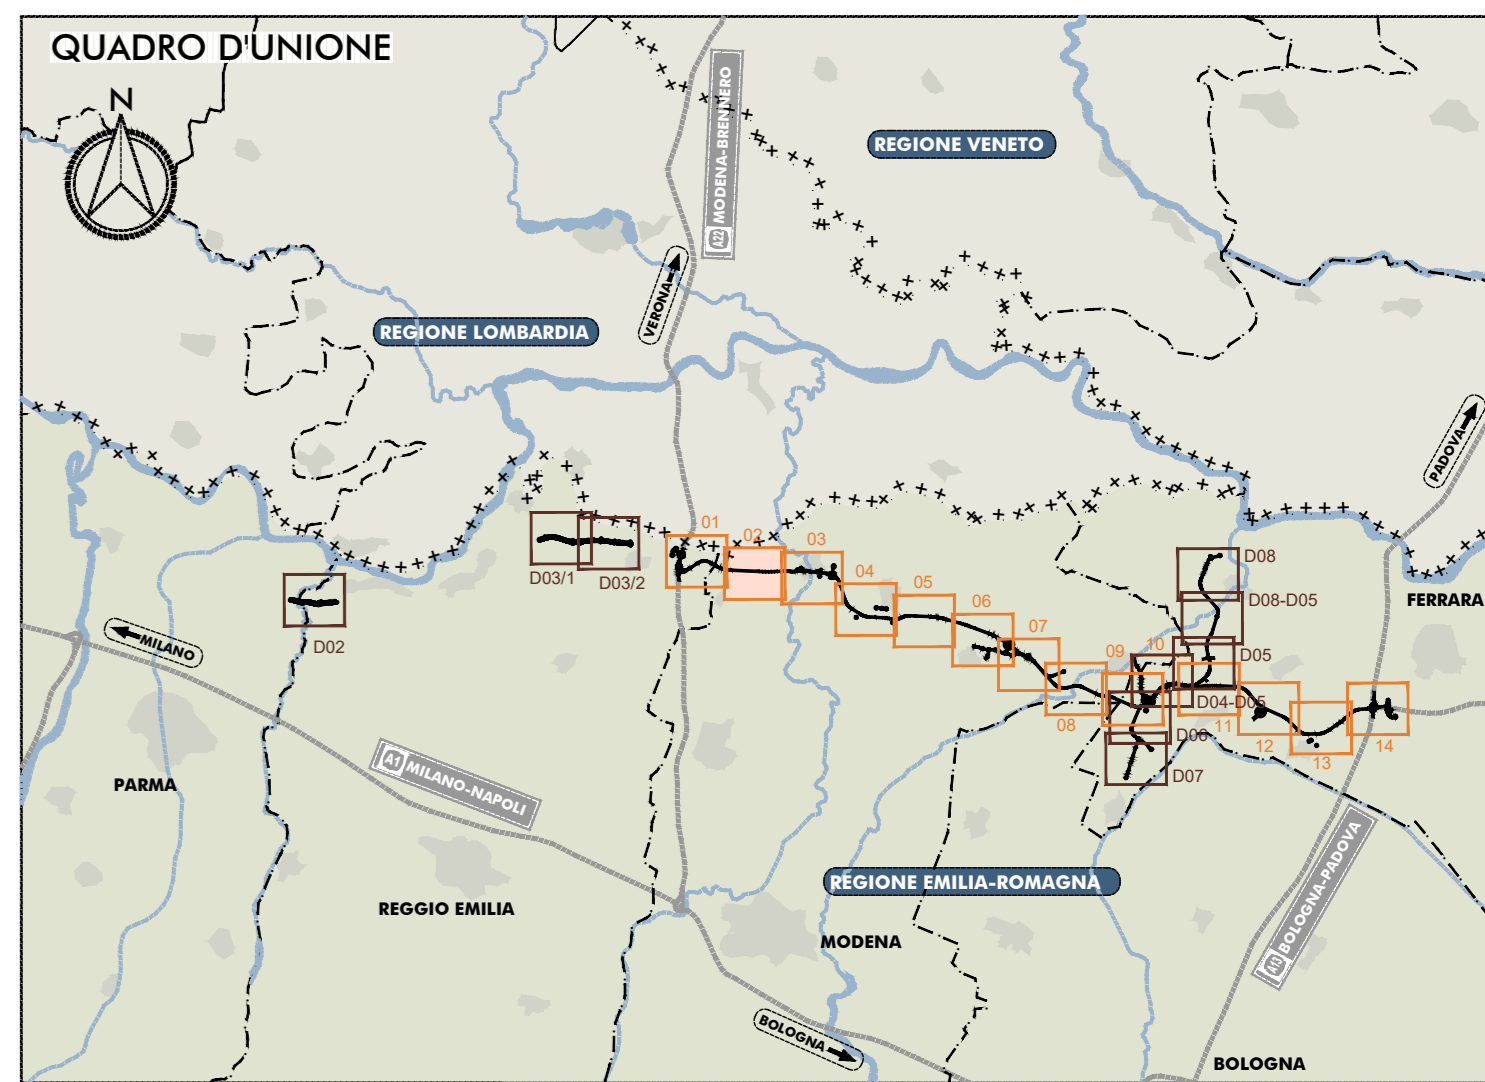 QUADRO D'UNIONE
N
REGIONE VENETO
A22 MODENA-BRENNERO
VERONA
REGIONE LOMBARDIA
PADOVA
01
02
03
04
05
06
07
08
09
10
11
12
13
14
D03/1
D03/2
D02
D08
D08-D05
D05
D04-D05
D06
D07
FERRARA
MILANO
PARMA
A1 MILANO-NAPOLI
REGGIO EMILIA
REGIONE EMILIA-ROMAGNA
MODENA
A13 BOLOGNA-PADOVA
BOLOGNA
BOLOGNA